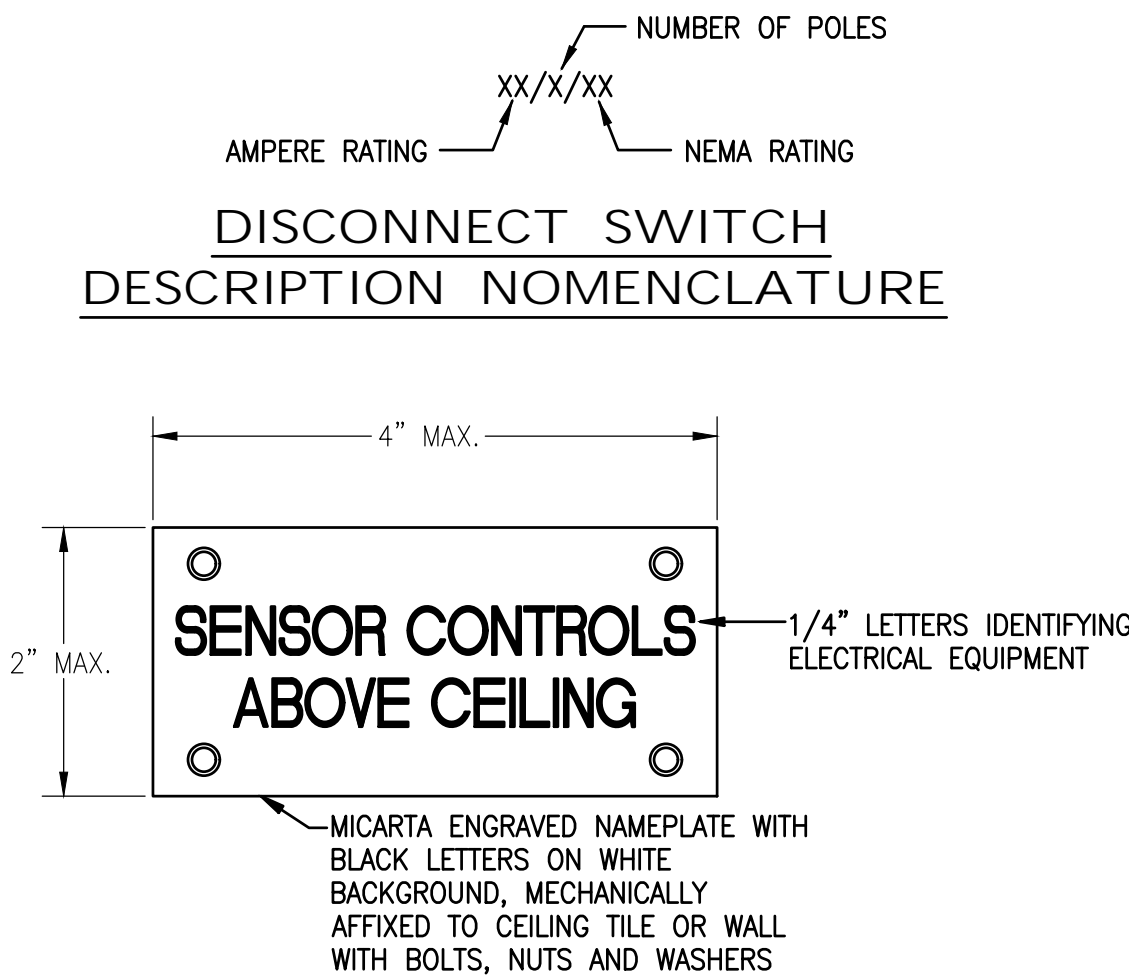 NUMBER OF POLES
XX/X/XX
AMPERE RATING
NEMA RATING
DISCONNECT SWITCH
DESCRIPTION NOMENCLATURE
4" MAX.
2" MAX.
SENSOR CONTROLS
ABOVE CEILING
1/4" LETTERS IDENTIFYING
ELECTRICAL EQUIPMENT
MICARTA ENGRAVED NAMEPLATE WITH
BLACK LETTERS ON WHITE
BACKGROUND, MECHANICALLY
AFFIXED TO CEILING TILE OR WALL
WITH BOLTS, NUTS AND WASHERS